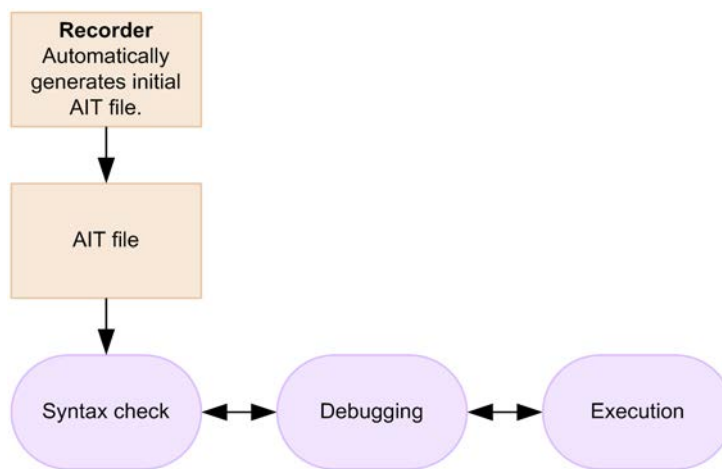 Recorder
Automatically
generates initial
AIT file.
AIT file
Syntax check
Debugging
Execution